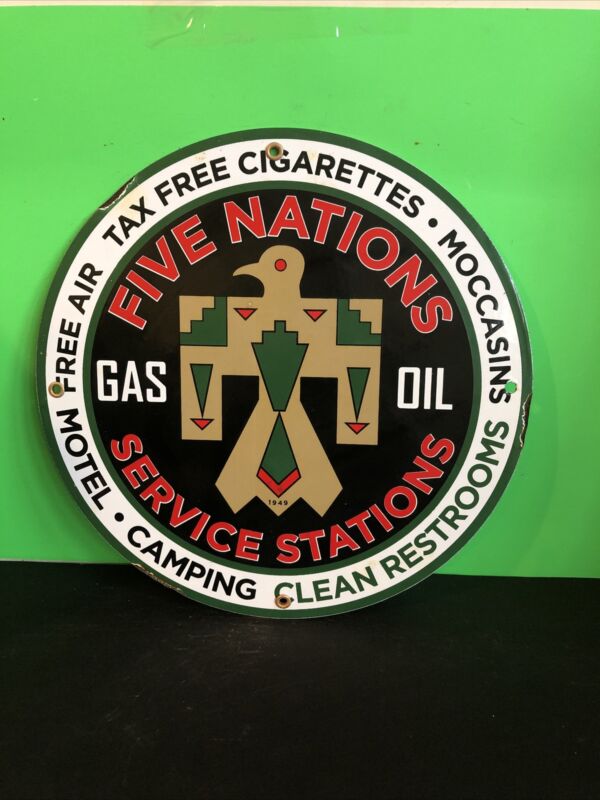 TAX FREE CIGARETTES • MOCCASINS
CLEAN RESTROOMS
CAMPING • MOTEL
FREE AIR
FIVE NATIONS
GAS
OIL
SERVICE STATIONS
1949